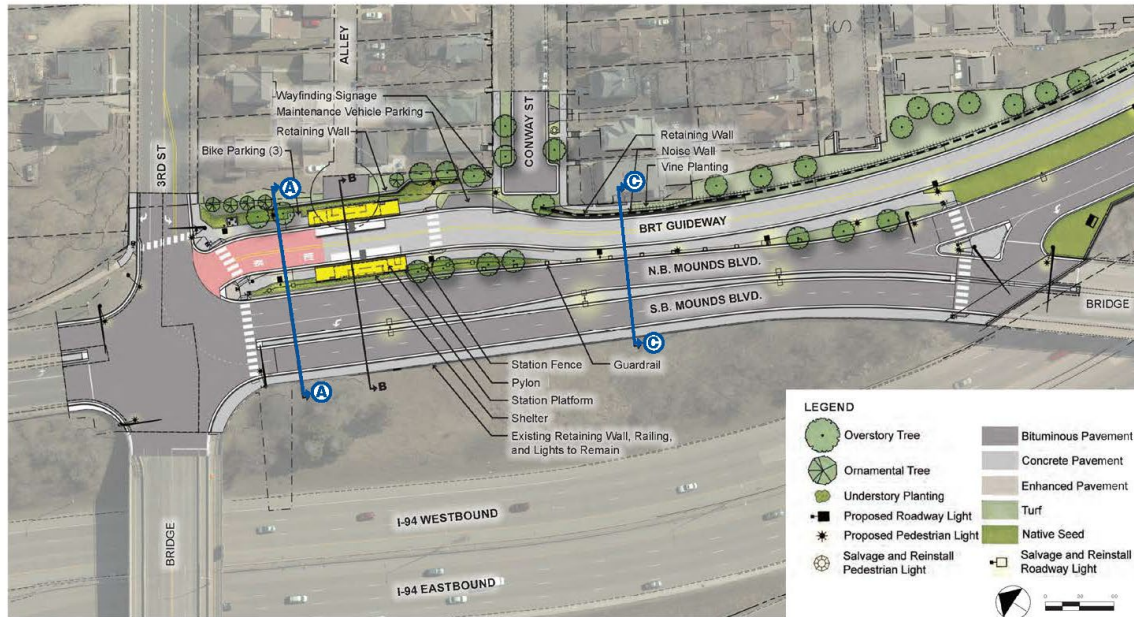 3RD ST
ALLEY
CONWAY ST
S
Wayfinding Signage
Maintenance Vehicle Parking
Retaining Wall
Bike Parking (3)
Retaining Wall
Noise Wall
Vine Planting
A
B
C
BRT GUIDEWAY
N.B. MOUNDS BLVD.
S.B. MOUNDS BLVD.
BRIDGE
C
B
A
Station Fence
Guardrail
Pylon
Station Platform
Shelter
Existing Retaining Wall, Railing,
and Lights to Remain
I-94 WESTBOUND
I-94 EASTBOUND
BRIDGE
LEGEND
Overstory Tree
Ornamental Tree
Understory Planting
Proposed Roadway Light
Proposed Pedestrian Light
Salvage and Reinstall
Pedestrian Light
Bituminous Pavement
Concrete Pavement
Enhanced Pavement
Turf
Native Seed
Salvage and Reinstall
Roadway Light
0 30 60